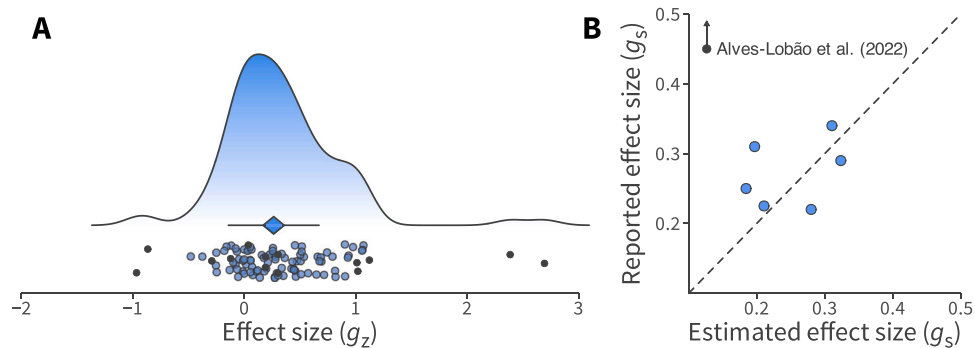 A
−2
−1
0
1
2
3
Effect size (gz)
B
0.5
0.4
0.3
0.2
Reported effect size (gs)
Alves-Lobão et al. (2022)
0.2
0.3
0.4
0.5
Estimated effect size (gs)